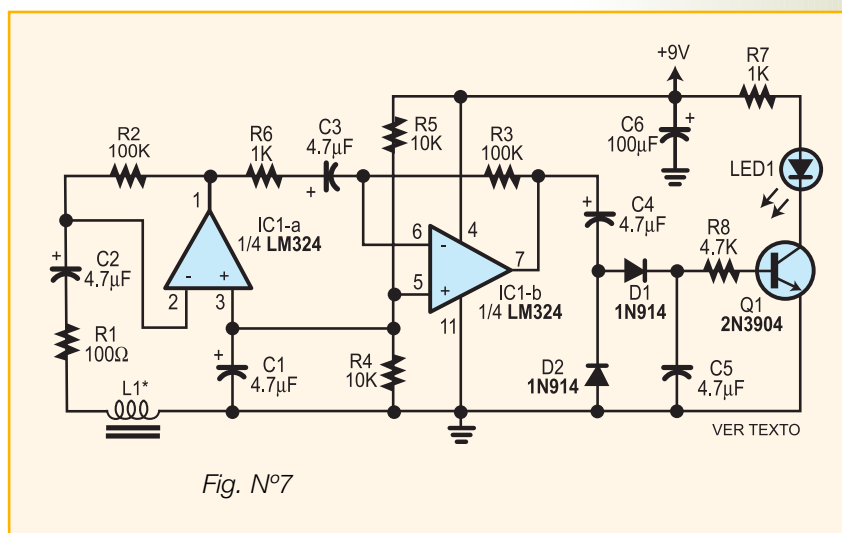 +9V
R7
1K
R2
100K
R6
1K
C3
4.7µF
+
R5
10K
R3
100K
C6
100µF
+
LED1
1
IC1-a
1/4 LM324
-
+
2
3
+
C2
4.7µF
R1
100Ω
L1*
+
C1
4.7µF
R4
10K
6
-
5
+
4
7
11
IC1-b
1/4 LM324
+
C4
4.7µF
D1
1N914
R8
4.7K
Q1
2N3904
D2
1N914
C5
4.7µF
VER TEXTO
Fig. Nº7